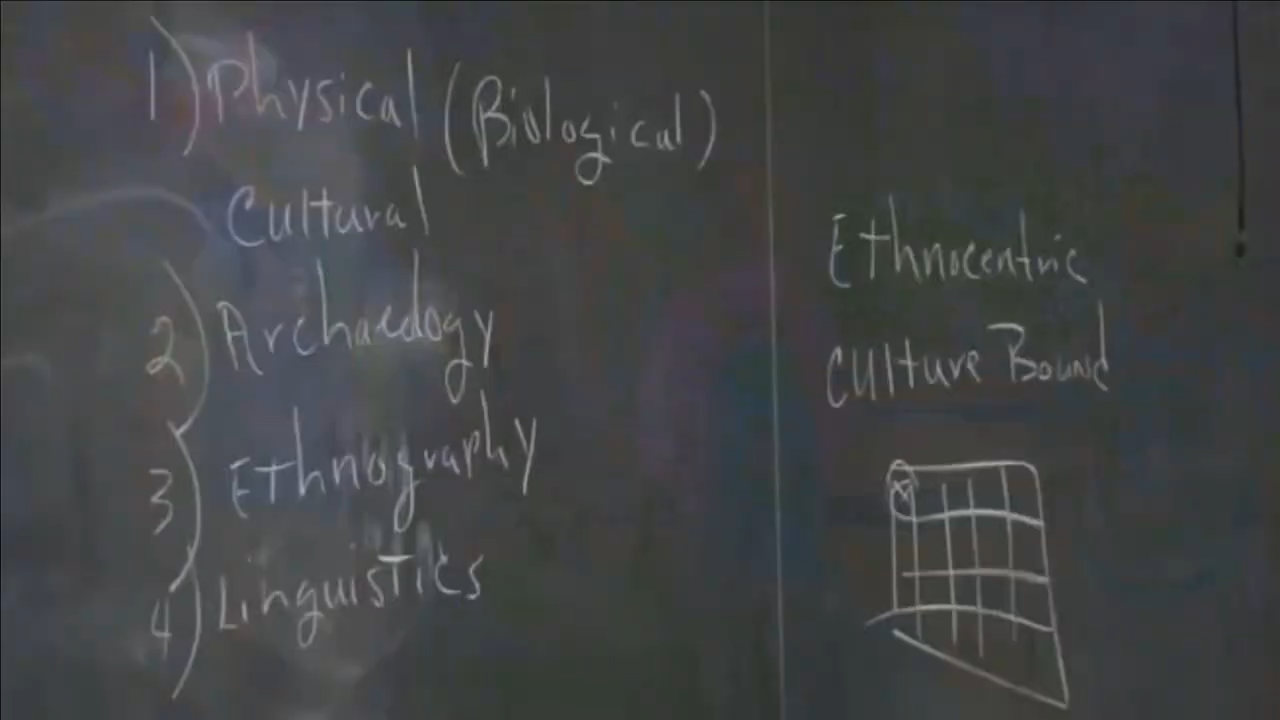 1) Physical (Biological)
Cultural
2) Archaeology
3) Ethnography
4) Linguistics
Ethnocentric
Culture Bound
X